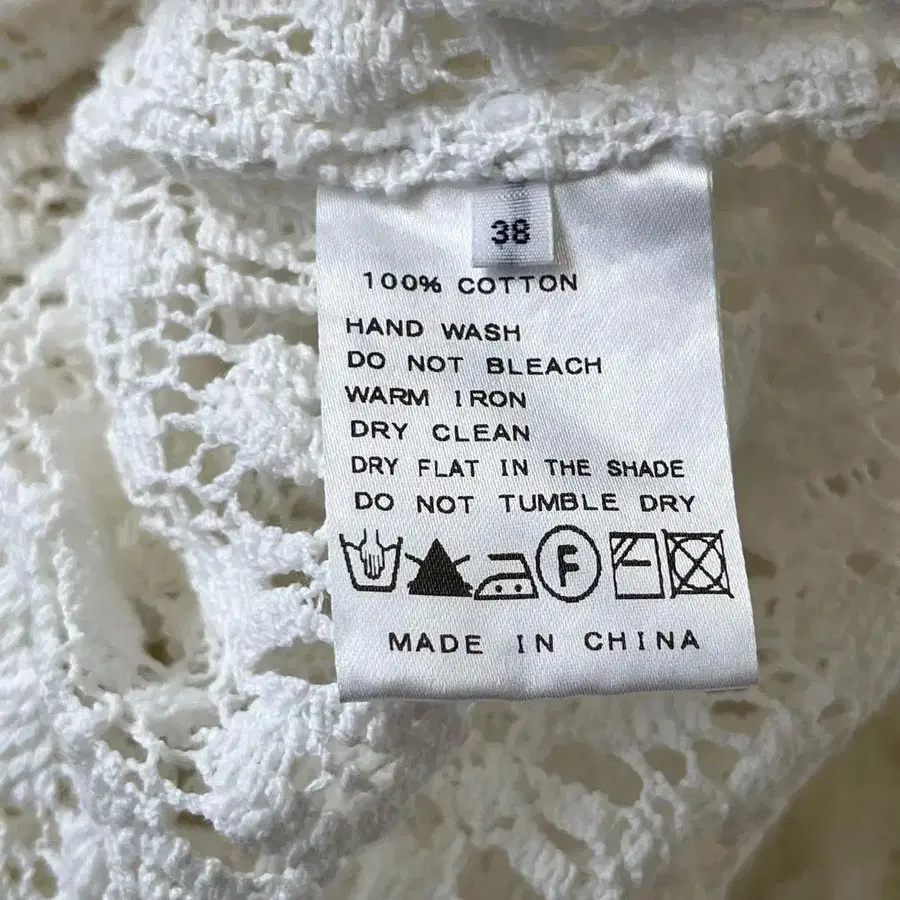 38
100% COTTON
HAND WASH
DO NOT BLEACH
WARM IRON
DRY CLEAN
DRY FLAT IN THE SHADE
DO NOT TUMBLE DRY
F
MADE IN CHINA